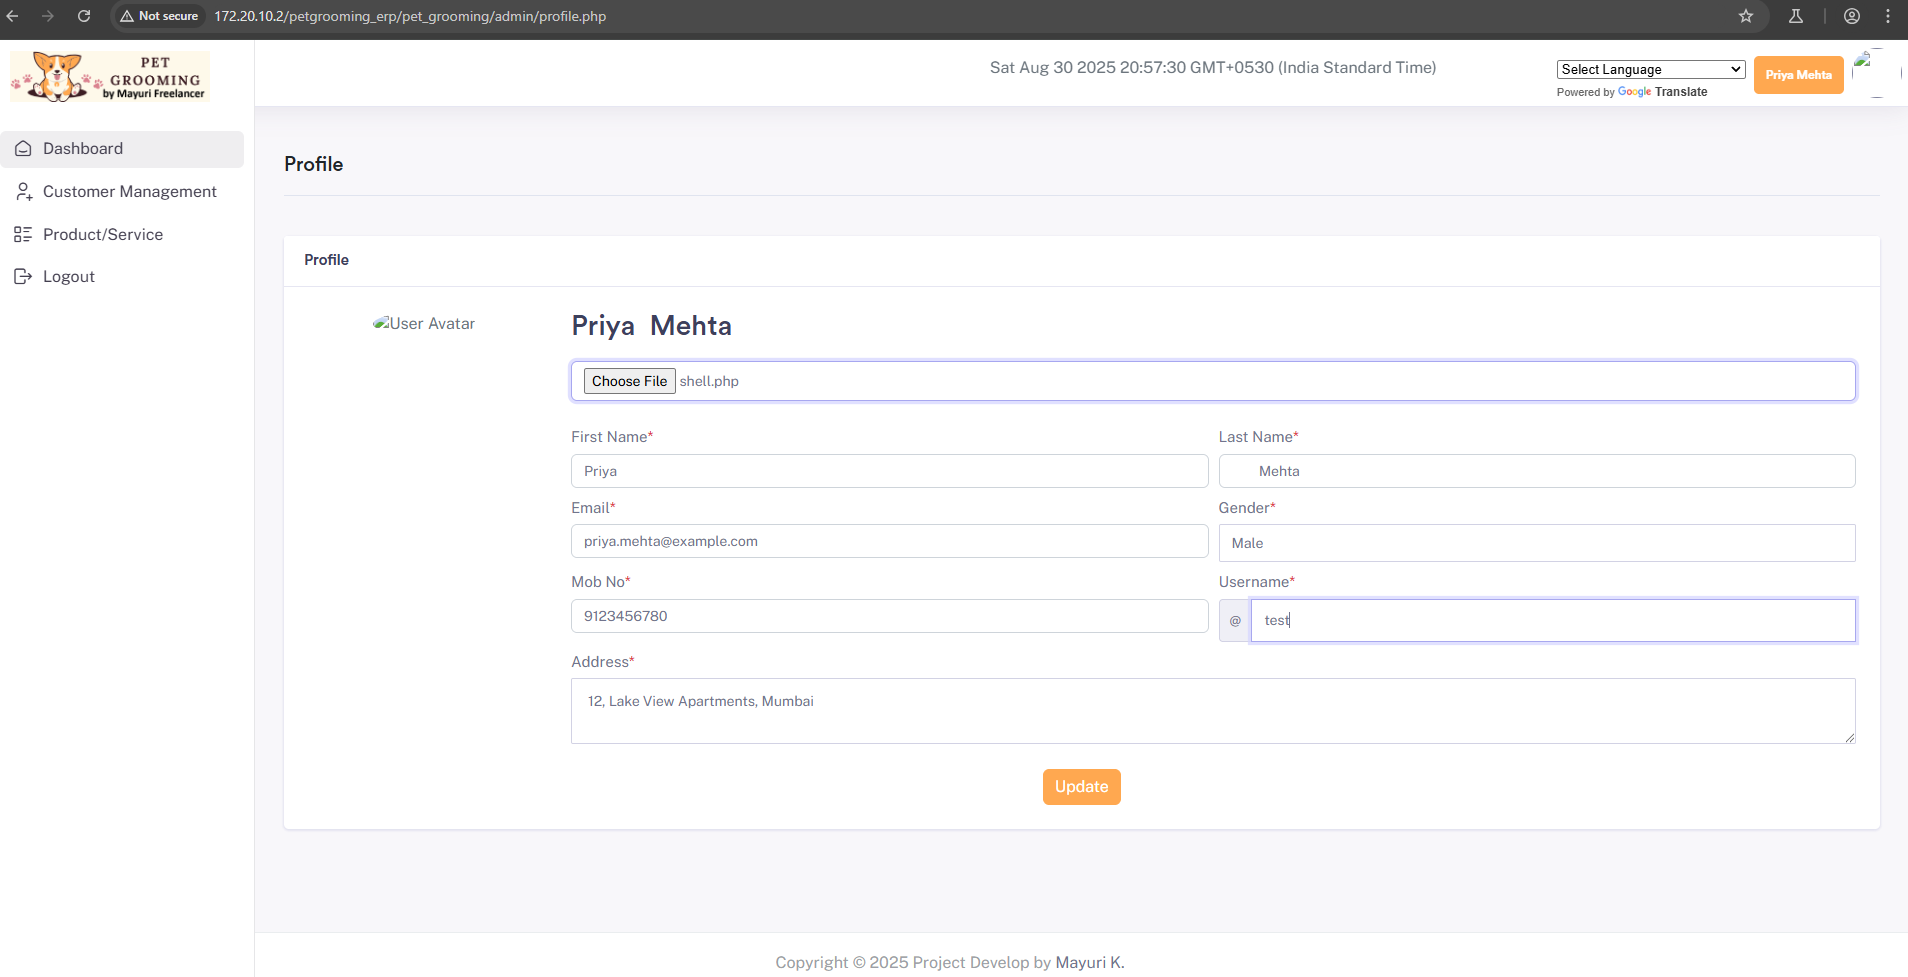 Not secure 172.20.10.2/petgrooming_erp/pet_grooming/admin/profile.php
PET
GROOMING
by Mayuri Freelancer
Sat Aug 30 2025 20:57:30 GMT+0530 (India Standard Time)
Select Language
Powered by Google Translate
Priya Mehta
Dashboard
Customer Management
Product/Service
Logout
Profile
Profile
User Avatar
Priya Mehta
Choose File shell.php
First Name*
Last Name*
Priya
Mehta
Email*
Gender*
priya.mehta@example.com
Male
Mob No*
Username*
9123456780
@ test
Address*
12, Lake View Apartments, Mumbai
Update
Copyright © 2025 Project Develop by Mayuri K.